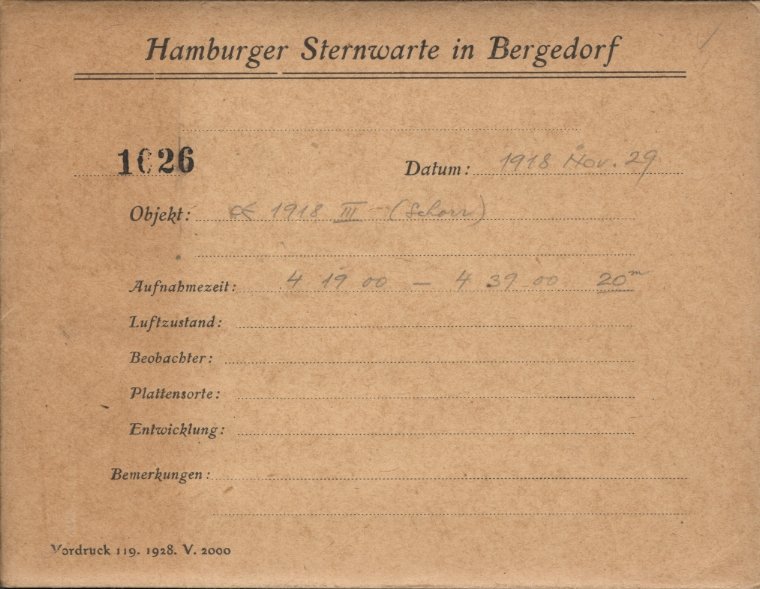 Hamburger Sternwarte in Bergedorf
1026
Datum: 1918 Nov. 29
Objekt: ☄ 1918 III (Schorr)
Aufnahmezeit: 4 19 00 — 4 39 00 20m
Luftzustand:
Beobachter:
Plattensorte:
Entwicklung:
Bemerkungen:
Vordruck 119. 1928. V. 2000